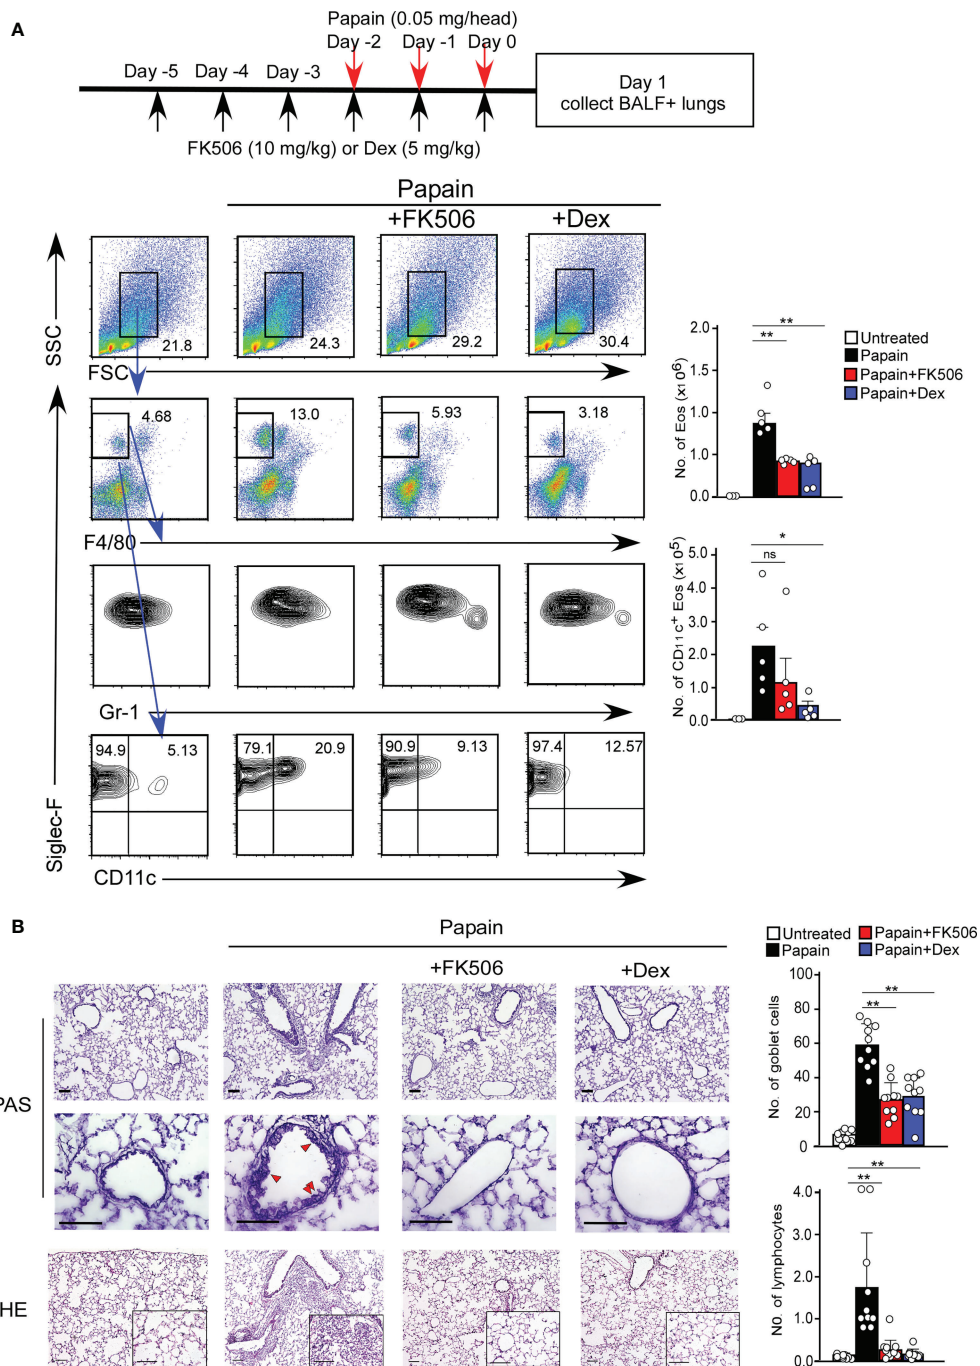 A
Papain (0.05 mg/head)
Day -2 Day -1 Day 0
Day -5 Day -4 Day -3
Day 1
collect BALF+ lungs
FK506 (10 mg/kg) or Dex (5 mg/kg)
Papain
+FK506 +Dex
SSC
21.8 24.3 29.2 30.4
FSC
4.68 13.0 5.93 3.18
F4/80
Gr-1
94.9 5.13 79.1 20.9 90.9 9.13 97.4 12.57
Siglec-F
CD11c
Untreated
Papain
Papain+FK506
Papain+Dex
No. of Eos (x10⁶)
2.0
1.5
1.0
1.0
0.0
**
**
No. of CD11c⁺ Eos (x10⁵)
5.0
4.0
2.0
1.0
0.0
*
ns
B
Papain
+FK506 +Dex
PAS
HE
Untreated Papain+FK506
Papain Papain+Dex
No. of goblet cells
100
80
60
40
20
0
**
**
N0. of lymphocytes
4.0
2.0
1.0
0.0
**
**